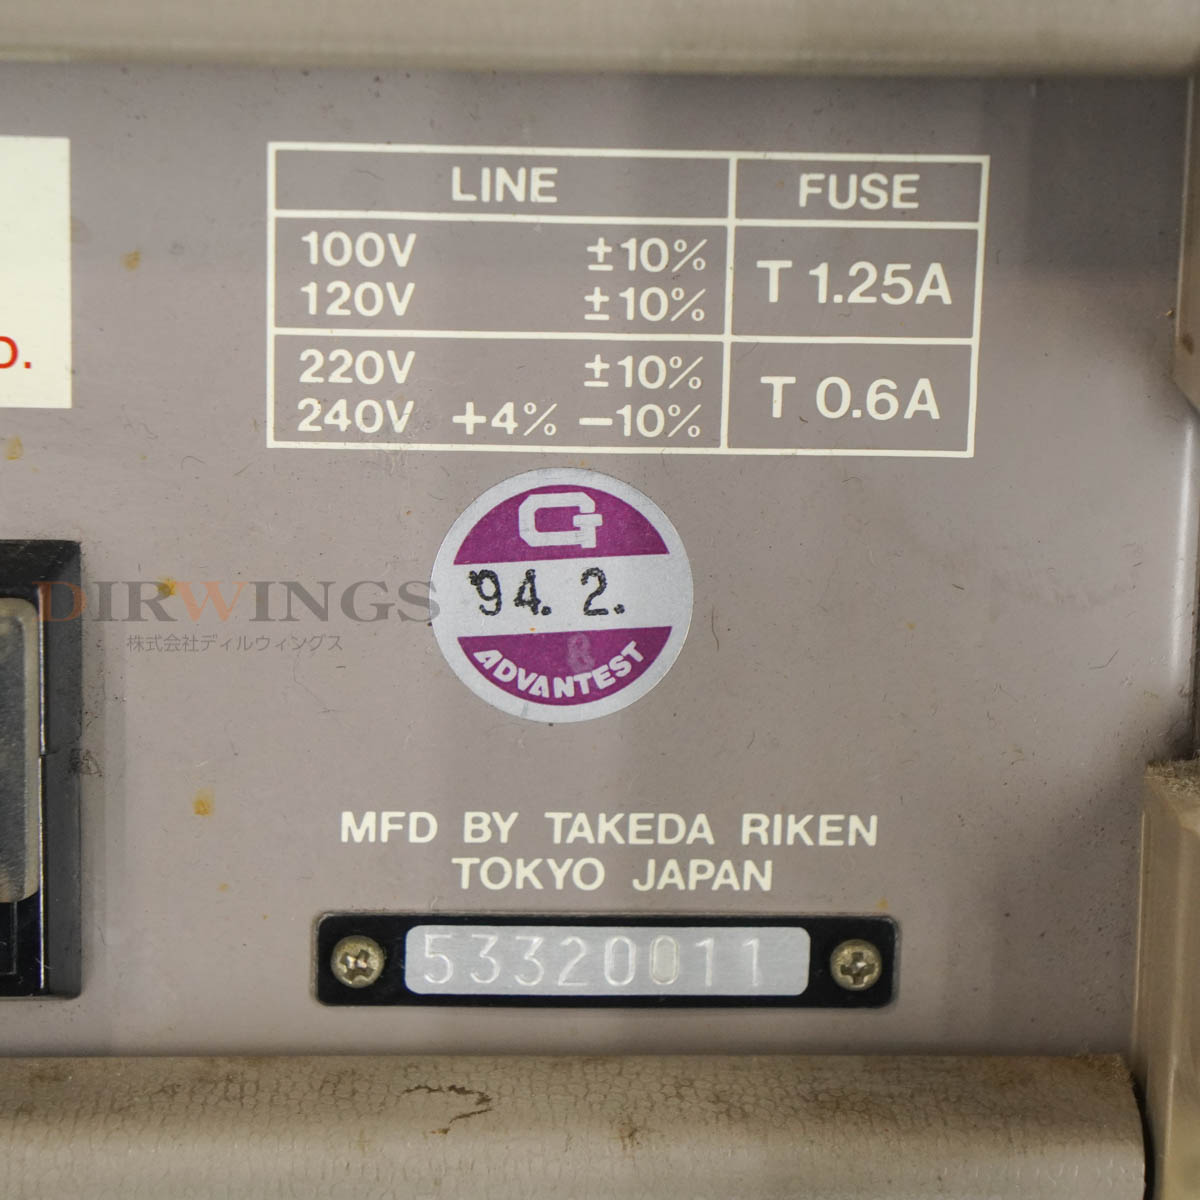 LINE FUSE
100V ±10% T 1.25A
120V ±10%
220V ±10% T 0.6A
240V +4% −10%
G
'94. 2.
8
ADVANTEST
DIRWINGS
株式会社ディルウィングス
MFD BY TAKEDA RIKEN
TOKYO JAPAN
53320011